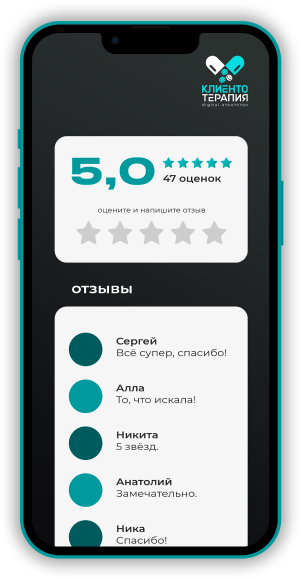 КЛИЕНТО
ТЕРАПИЯ
digital-агентство
5,0
47 оценок
оцените и напишите отзыв
ОТЗЫВЫ
Сергей
Всё супер, спасибо!
Алла
То, что искала!
Никита
5 звёзд.
Анатолий
Замечательно.
Ника
Спасибо!